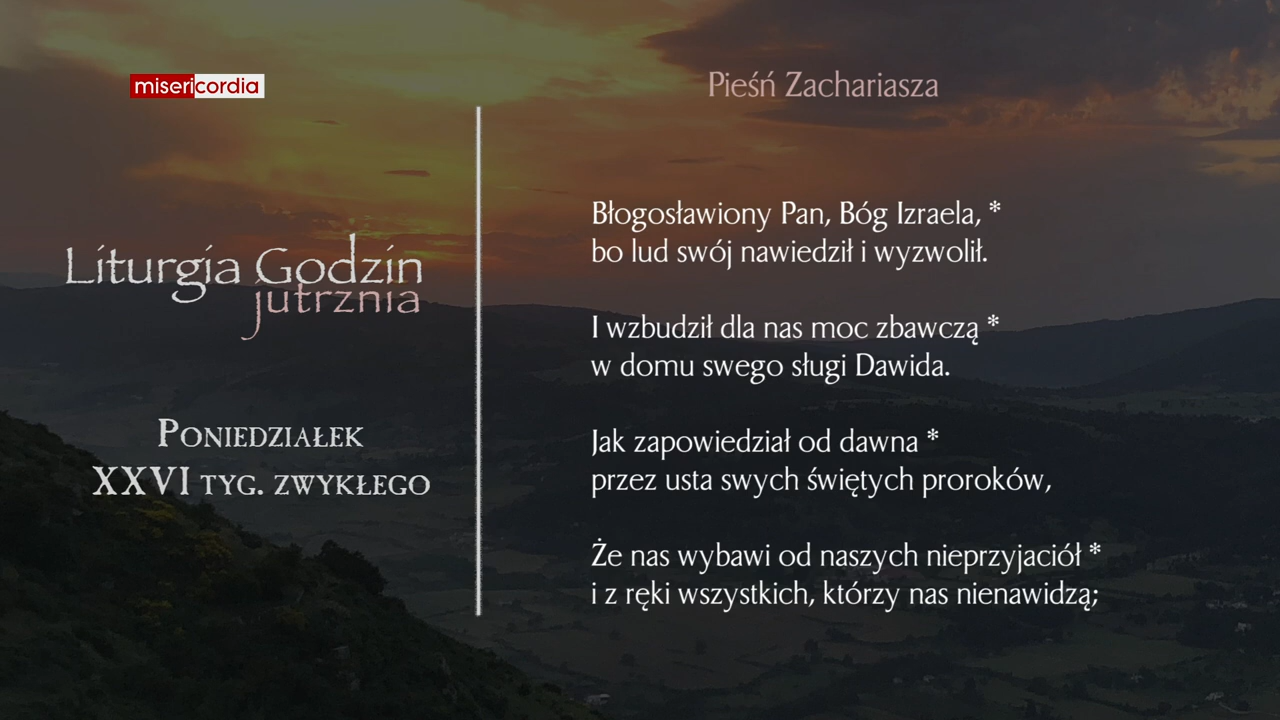 misericordia
Liturgia Godzin
jutrznia
Poniedziałek
XXVI tyg. zwykłego
Pieśń Zachariasza
Błogosławiony Pan, Bóg Izraela, *
bo lud swój nawiedził i wyzwolił.
I wzbudził dla nas moc zbawczą *
w domu swego sługi Dawida.
Jak zapowiedział od dawna *
przez usta swych świętych proroków,
Że nas wybawi od naszych nieprzyjaciół *
i z ręki wszystkich, którzy nas nienawidzą;